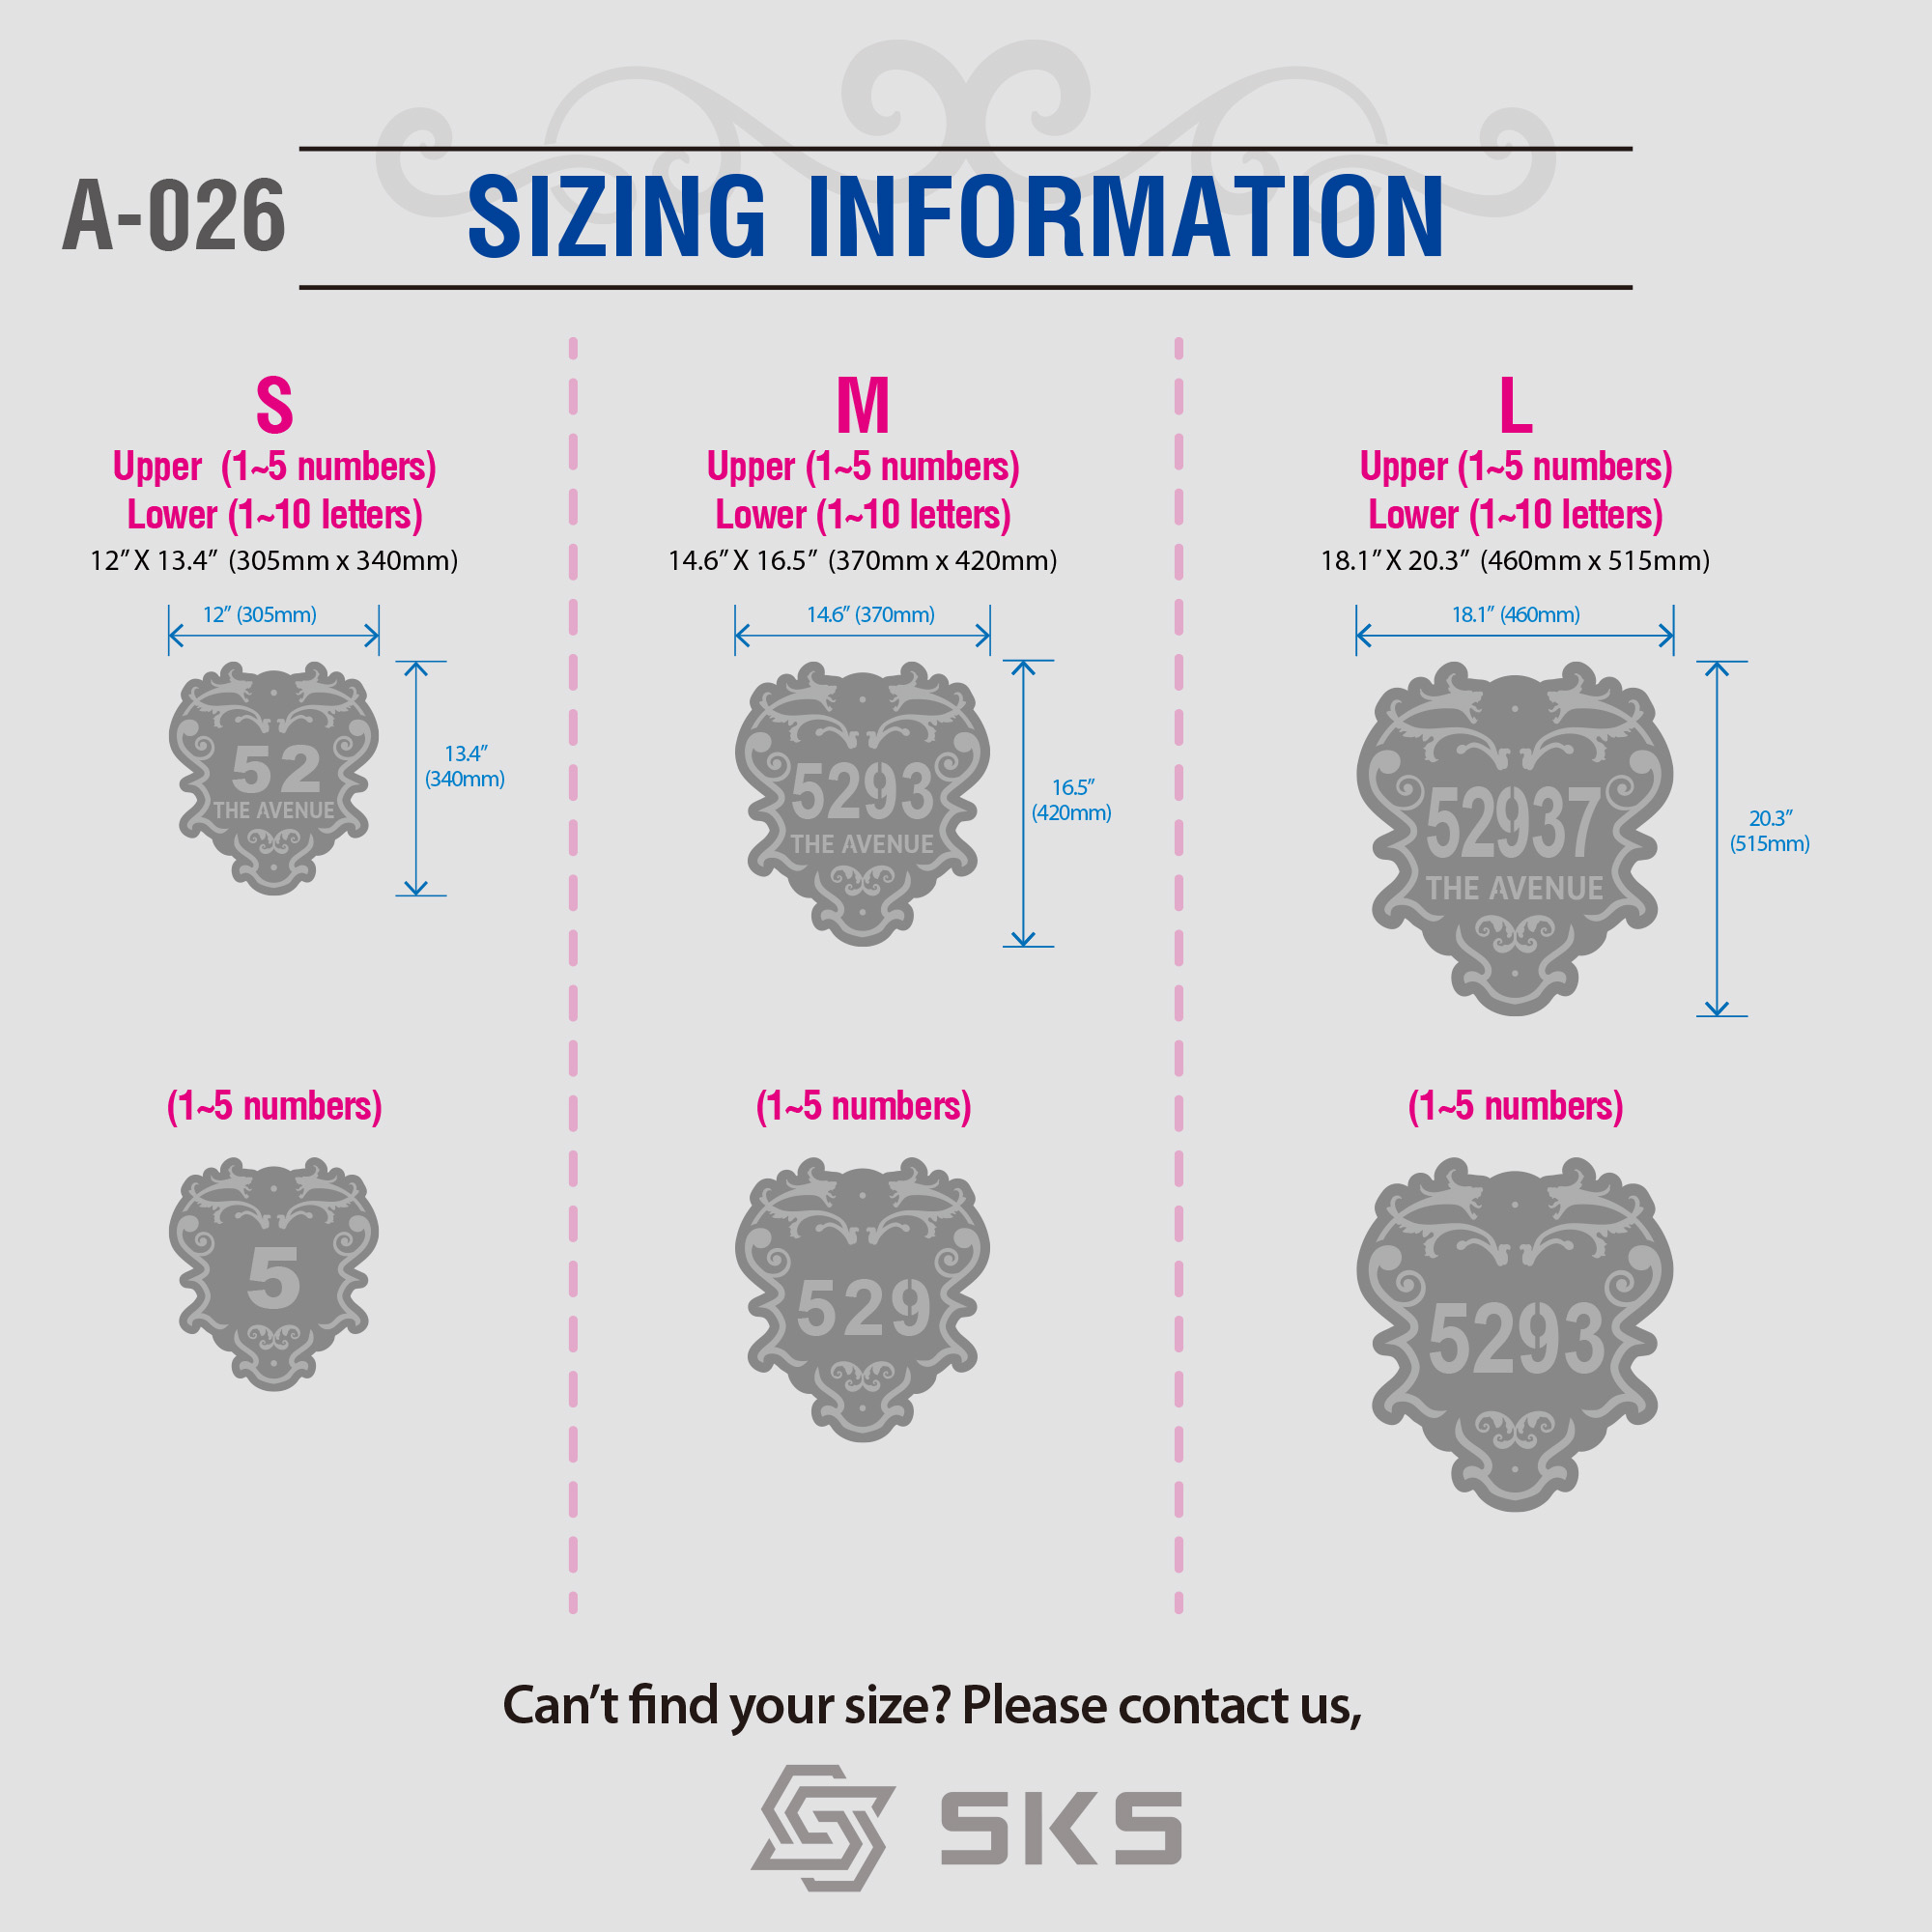 A-026
SIZING INFORMATION
S
Upper (1~5 numbers)
Lower (1~10 letters)
12” X 13.4” (305mm x 340mm)
12” (305mm)
52
THE AVENUE
13.4”
(340mm)
(1~5 numbers)
5
M
Upper (1~5 numbers)
Lower (1~10 letters)
14.6” X 16.5” (370mm x 420mm)
14.6” (370mm)
5293
THE AVENUE
16.5”
(420mm)
(1~5 numbers)
529
L
Upper (1~5 numbers)
Lower (1~10 letters)
18.1” X 20.3” (460mm x 515mm)
18.1” (460mm)
52937
THE AVENUE
20.3”
(515mm)
(1~5 numbers)
5293
Can’t find your size? Please contact us,
SKS